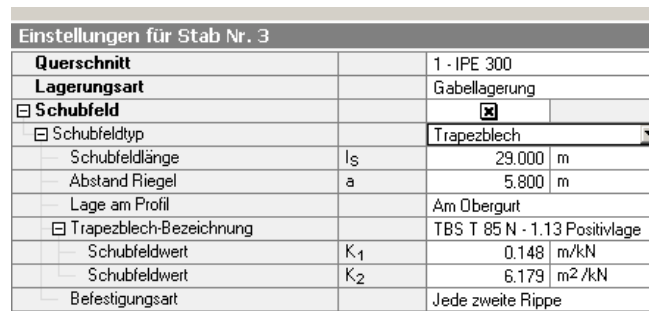 Einstellungen für Stab Nr. 3
Querschnitt 1 - IPE 300
Lagerungsart Gabellagerung
Schubfeld
Schubfeldtyp Trapezblech
Schubfeldlänge lS 29.000 m
Abstand Riegel a 5.800 m
Lage am Profil Am Obergurt
Trapezblech-Bezeichnung TBS T 85 N - 1.13 Positivlage
Schubfeldwert K1 0.148 m/kN
Schubfeldwert K2 6.179 m2/kN
Befestigungsart Jede zweite Rippe